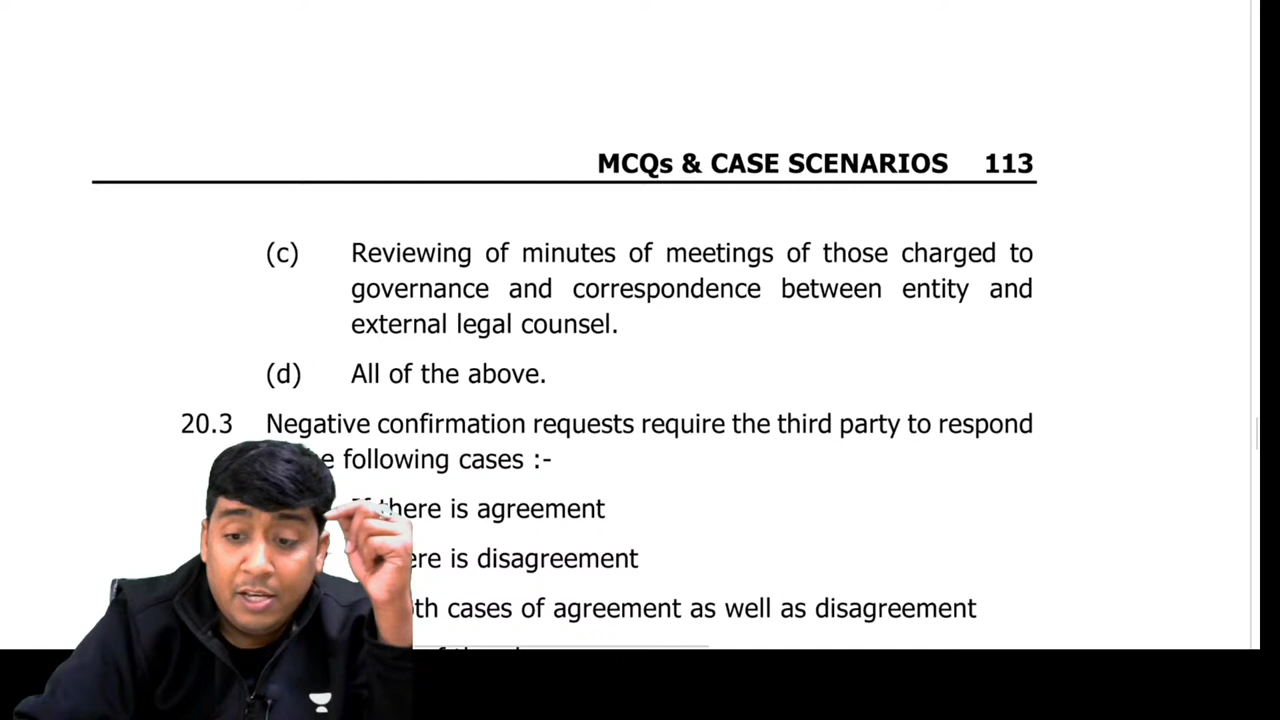 MCQs & CASE SCENARIOS 113
(c) Reviewing of minutes of meetings of those charged to
governance and correspondence between entity and
external legal counsel.
(d) All of the above.
20.3 Negative confirmation requests require the third party to respond
following cases :-
there is agreement
is disagreement
cases of agreement as well as disagreement